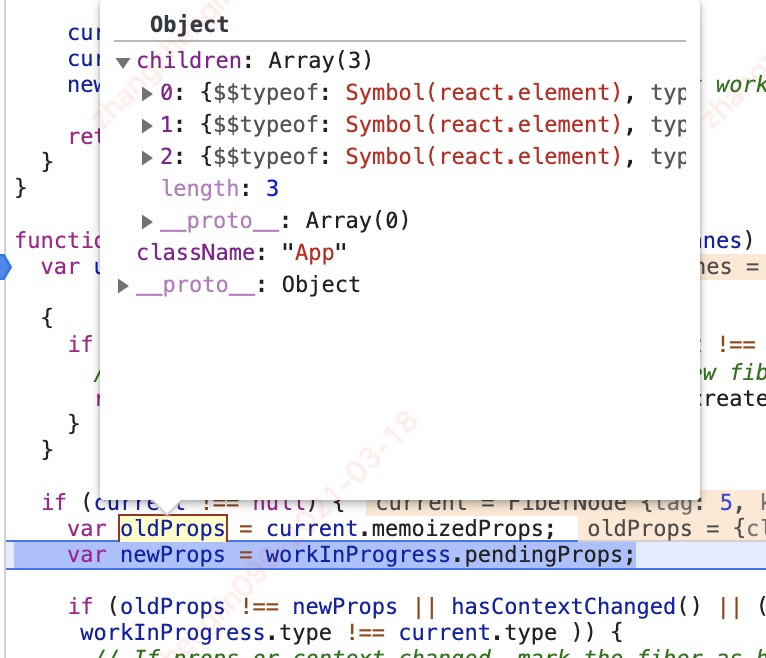 Object
cur
▼ children: Array(3)
cur
▶ 0: {$$typeof: Symbol(react.element), typ
new
work
▶ 1: {$$typeof: Symbol(react.element), typ
ret
▶ 2: {$$typeof: Symbol(react.element), typ
}
length: 3
}
▶ __proto__: Array(0)
functio
nes)
className: "App"
var u
nes =
▶ __proto__: Object
{
if
!==
/
w fib
r
create
}
}
if (current !== null) { current = FiberNode {tag: 5, k
var oldProps = current.memoizedProps; oldProps = {cl
var newProps = workInProgress.pendingProps;
if (oldProps !== newProps || hasContextChanged() || (
workInProgress.type !== current.type )) {
// If props or context changed, mark the fiber as h